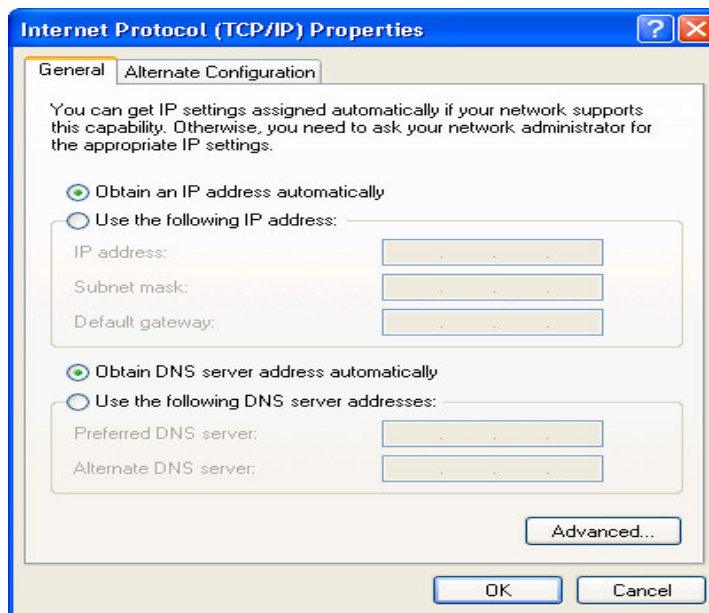 Internet Protocol (TCP/IP) Properties
General
Alternate Configuration
You can get IP settings assigned automatically if your network supports
this capability. Otherwise, you need to ask your network administrator for
the appropriate IP settings.
Obtain an IP address automatically
Use the following IP address:
IP address:
Subnet mask:
Default gateway:
Obtain DNS server address automatically
Use the following DNS server addresses:
Preferred DNS server:
Alternate DNS server:
Advanced...
OK
Cancel